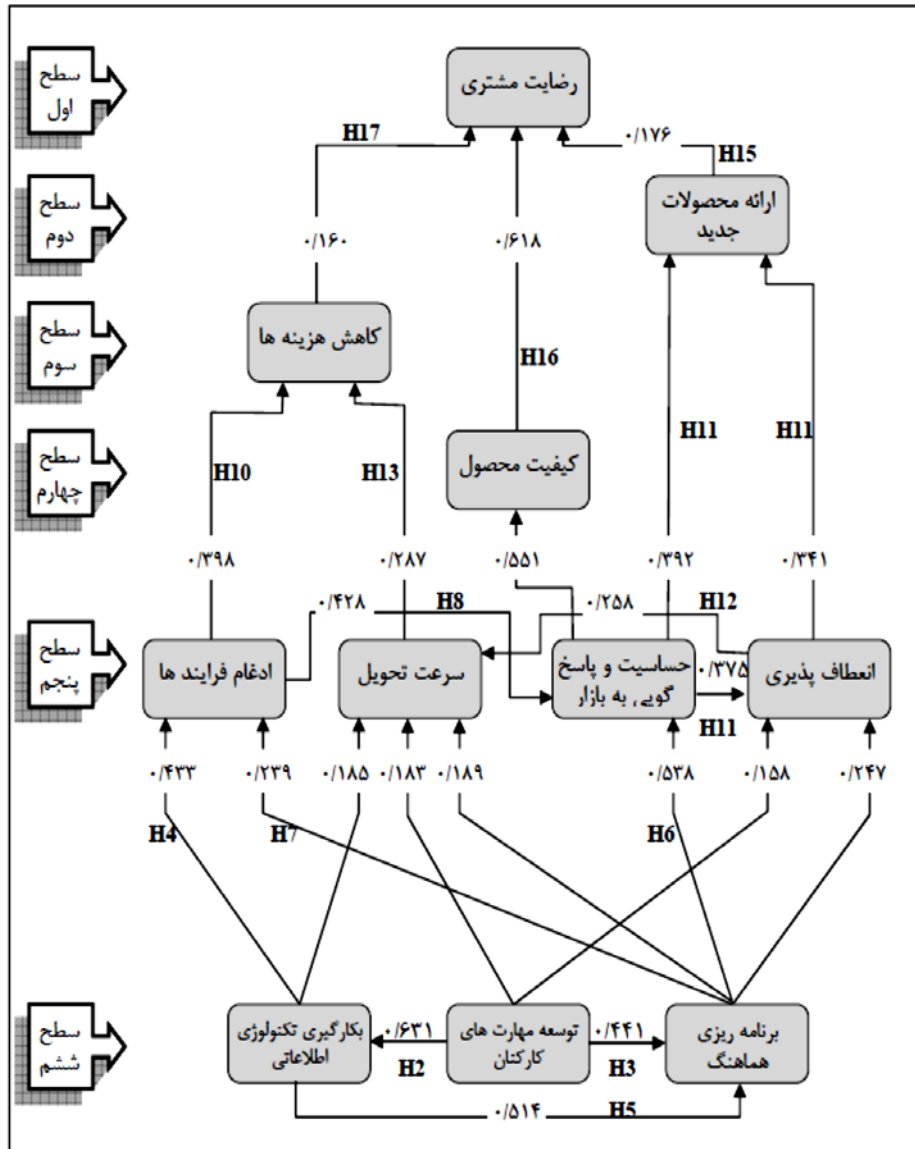 سطح
اول
رضایت مشتری
H17
۰/۱۷۶
H15
سطح
دوم
ارائه محصولات
جدید
۰/۱۶۰
۰/۶۱۸
سطح
سوم
کاهش هزینه ها
H16
سطح
چهارم
کیفیت محصول
H10
H13
H11
H11
۰/۳۹۸
۰/۲۸۷
۰/۵۵۱
۰/۳۹۲
۰/۳۴۱
۰/۴۲۸
H8
۰/۲۵۸
H12
سطح
پنجم
ادغام فرایند ها
سرعت تحویل
حساسیت و پاسخ
گویی به بازار
۰/۳۷۵
H11
انعطاف پذیری
۰/۴۳۳
۰/۲۳۹
۰/۱۸۵
۰/۱۸۳
۰/۱۸۹
۰/۵۳۸
۰/۱۵۸
۰/۲۴۷
H4
H7
H6
سطح
ششم
بکارگیری تکنولوژی
اطلاعاتی
۰/۶۳۱
H2
توسعه مهارت های
کارکنان
۰/۴۴۱
H3
برنامه ریزی
هماهنگ
۰/۵۱۴
H5